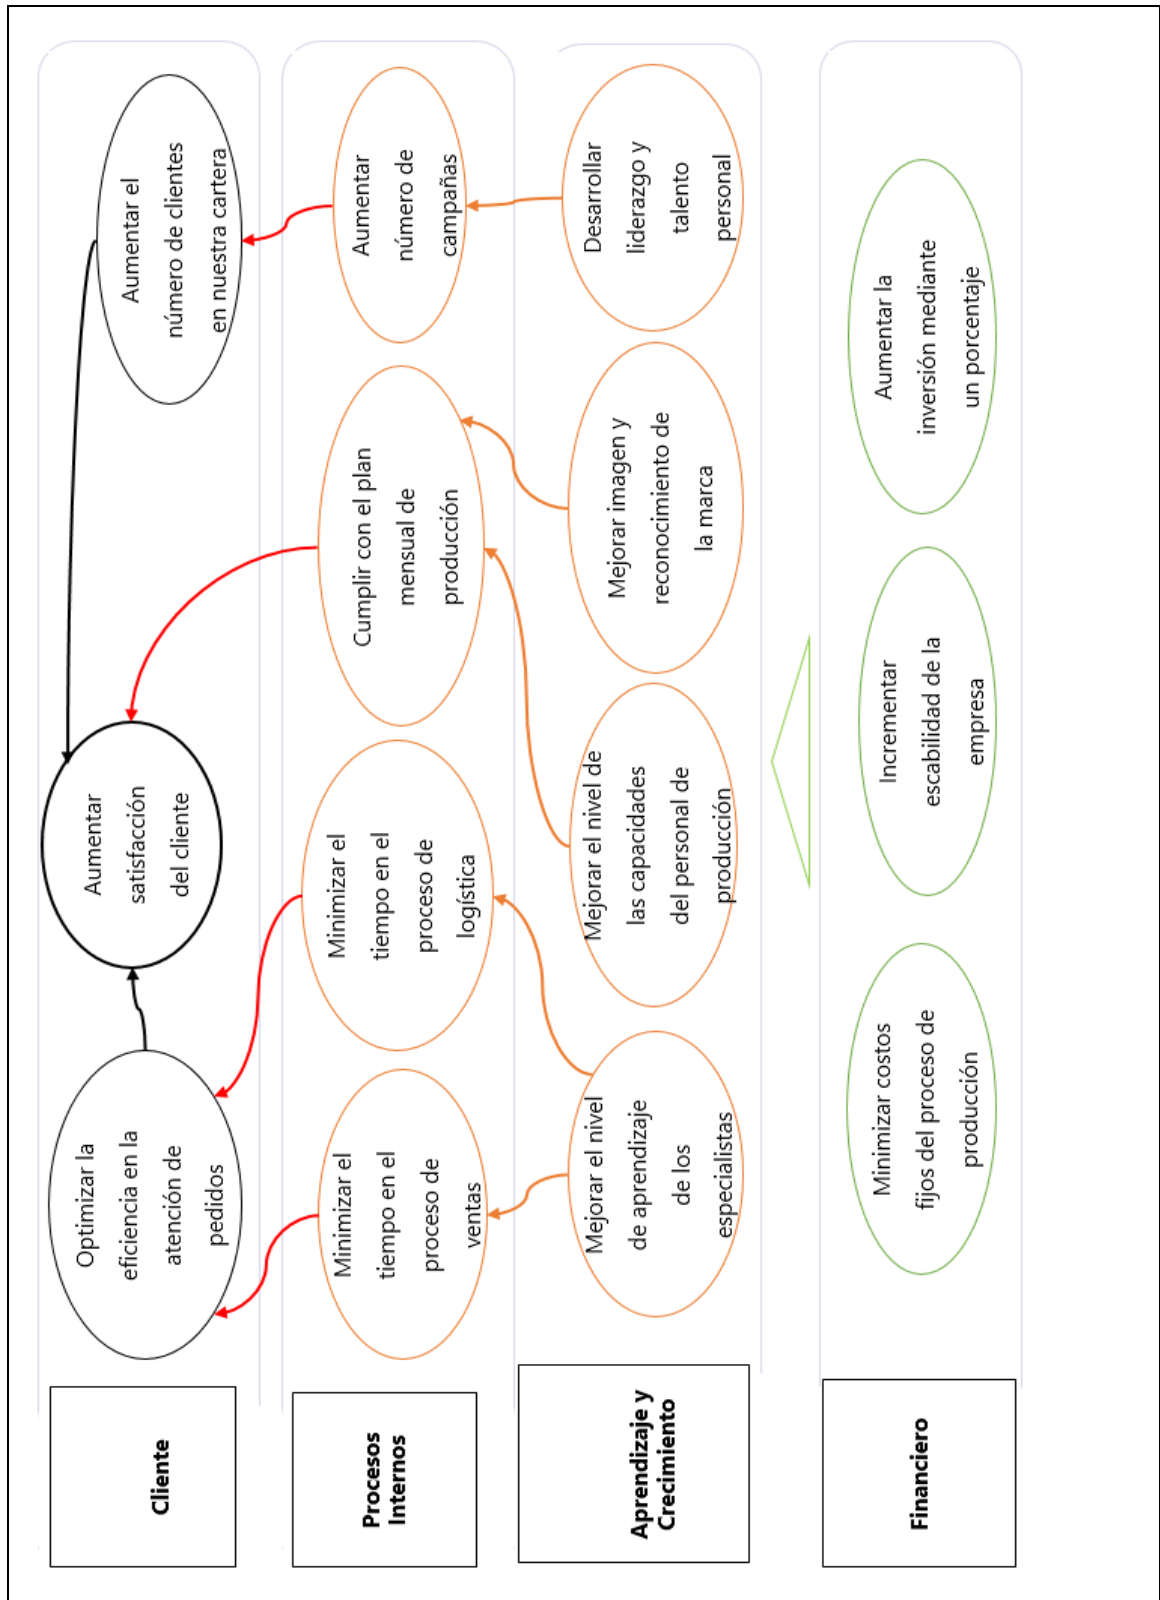 Cliente
Optimizar la
eficiencia en la
atención de
pedidos
Aumentar
satisfacción
del cliente
Aumentar el
número de clientes
en nuestra cartera
Procesos
Internos
Minimizar el
tiempo en el
proceso de
ventas
Minimizar el
tiempo en el
proceso de
logística
Cumplir con el plan
mensual de
producción
Aumentar
número de
campañas
Aprendizaje y
Crecimiento
Mejorar el nivel
de aprendizaje
de los
especialistas
Mejorar el nivel de
las capacidades
del personal de
producción
Mejorar imagen y
reconocimiento de
la marca
Desarrollar
liderazgo y
talento
personal
Financiero
Minimizar costos
fijos del proceso de
producción
Incrementar
escabilidad de la
empresa
Aumentar la
inversión mediante
un porcentaje